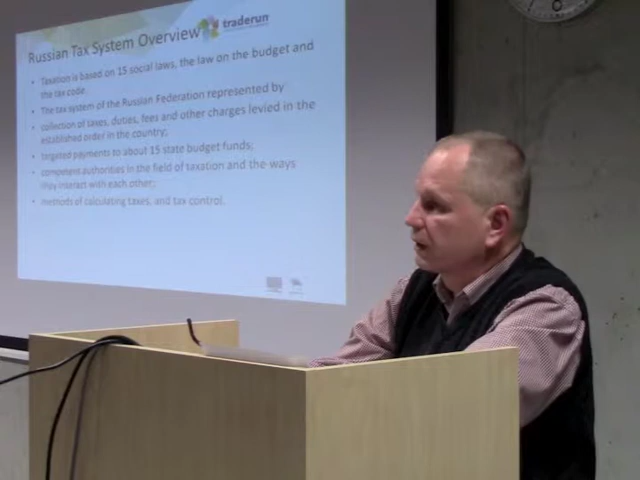 traderun
Russian Tax System Overview
• Taxation is based on 15 social laws, the law on the budget and
the tax code.
• The tax system of the Russian Federation represented by
• collection of taxes, duties, fees and other charges levied in the
established order in the country;
• targeted payments to about 15 state budget funds;
• competent authorities in the field of taxation and the ways
they interact with each other;
• methods of calculating taxes, and tax control.